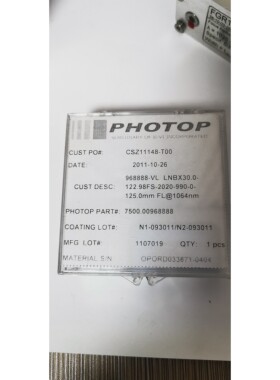 FORT
PHOTOP
CUST PO#: CSZ11148-T00
DATE: 2011-10-26
968888-VL LNBX30.0-
CUST DESC: 122.98FS-2020-990-0-
125.0mm FL@1064nm
PHOTOP PART#: 7500.00968888
COATING LOT#: N1-093011/N2-093011
MFG LOT#: 1107019 QTY: 1 pcs
MATERIAL S/N: